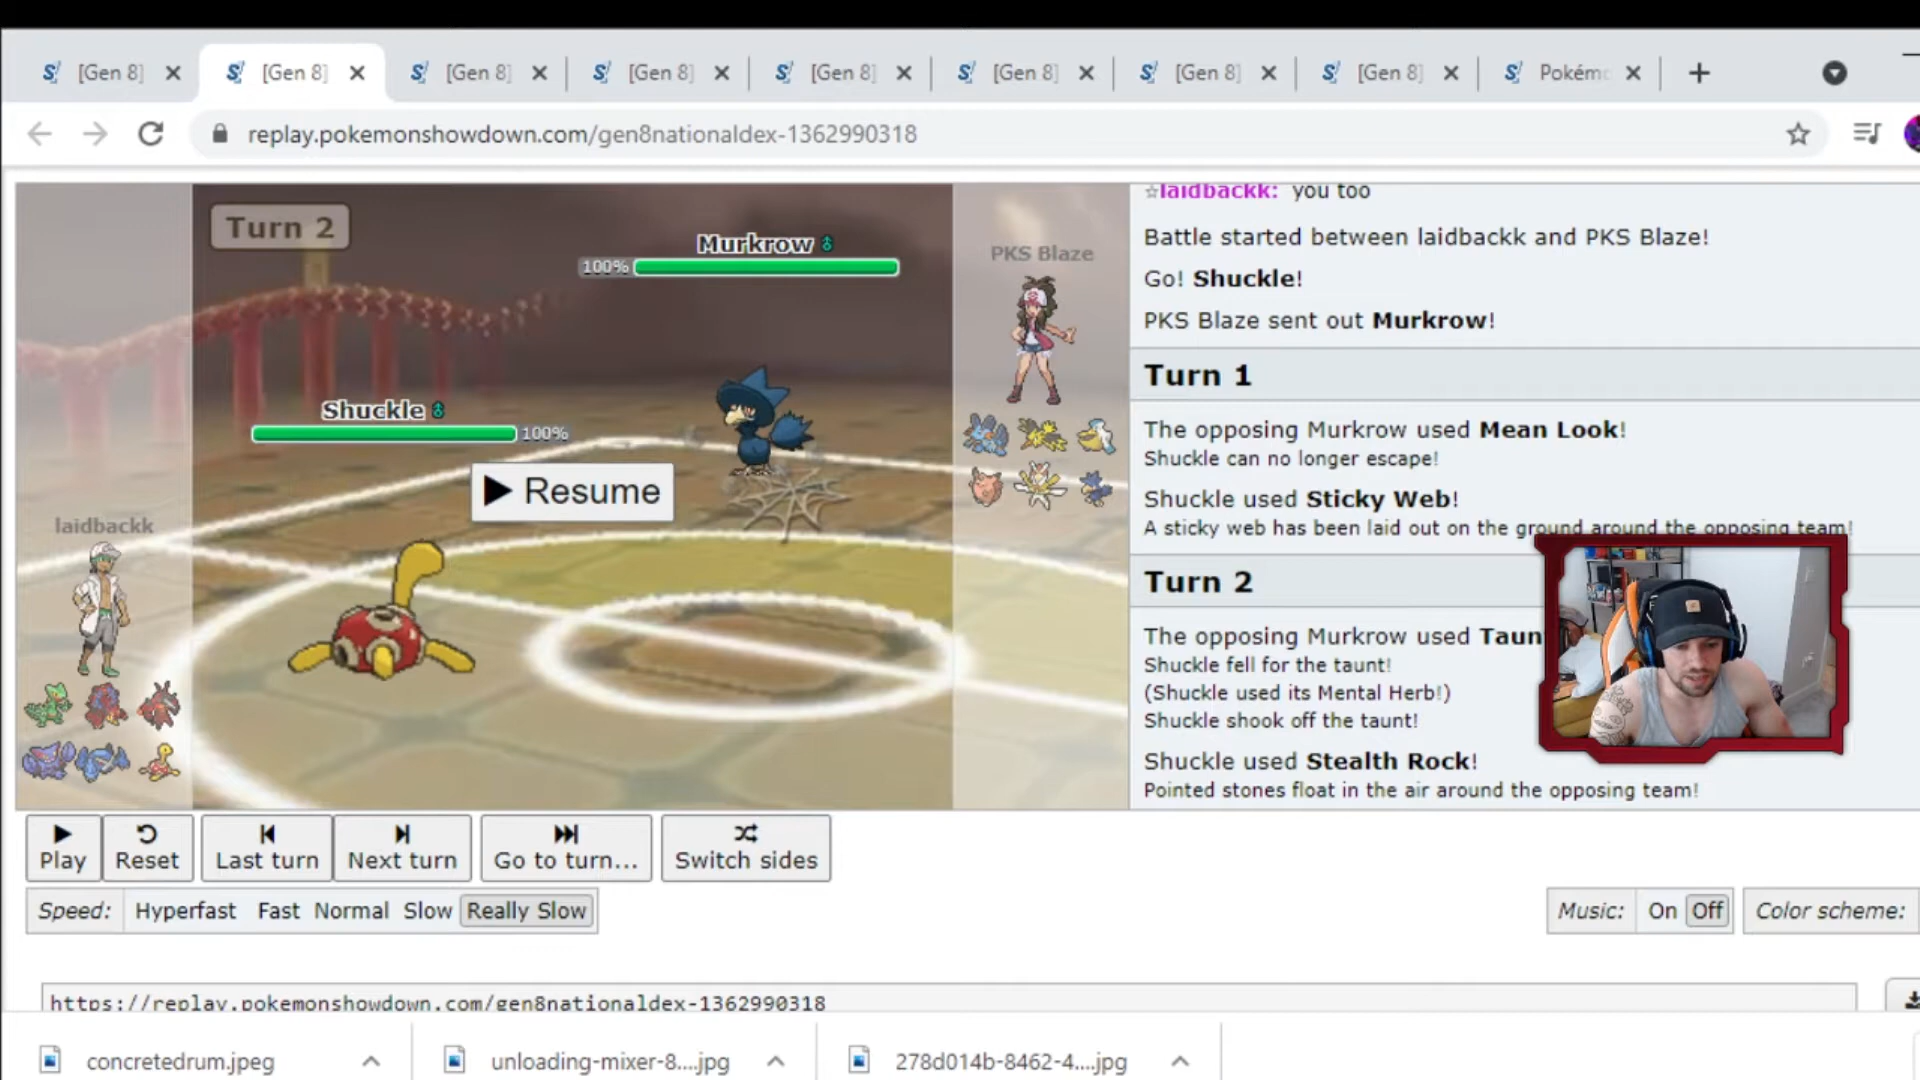 [Gen 8] [Gen 8] [Gen 8] [Gen 8] [Gen 8] [Gen 8] [Gen 8] [Gen 8] Pokém
replay.pokemonshowdown.com/gen8nationaldex-1362990318
Turn 2
Murkrow
100%
Shuckle
100%
Resume
PKS Blaze
laidbackk
☆laidbackk: you too
Battle started between laidbackk and PKS Blaze!
Go! Shuckle!
PKS Blaze sent out Murkrow!
Turn 1
The opposing Murkrow used Mean Look!
Shuckle can no longer escape!
Shuckle used Sticky Web!
A sticky web has been laid out on the ground around the opposing team!
Turn 2
The opposing Murkrow used Taun
Shuckle fell for the taunt!
(Shuckle used its Mental Herb!)
Shuckle shook off the taunt!
Shuckle used Stealth Rock!
Pointed stones float in the air around the opposing team!
Play Reset Last turn Next turn Go to turn... Switch sides
Speed: Hyperfast Fast Normal Slow Really Slow
Music: On Off Color scheme:
https://replay.pokemonshowdown.com/gen8nationaldex-1362990318
concretedrum.jpeg unloading-mixer-8....jpg 278d014b-8462-4....jpg